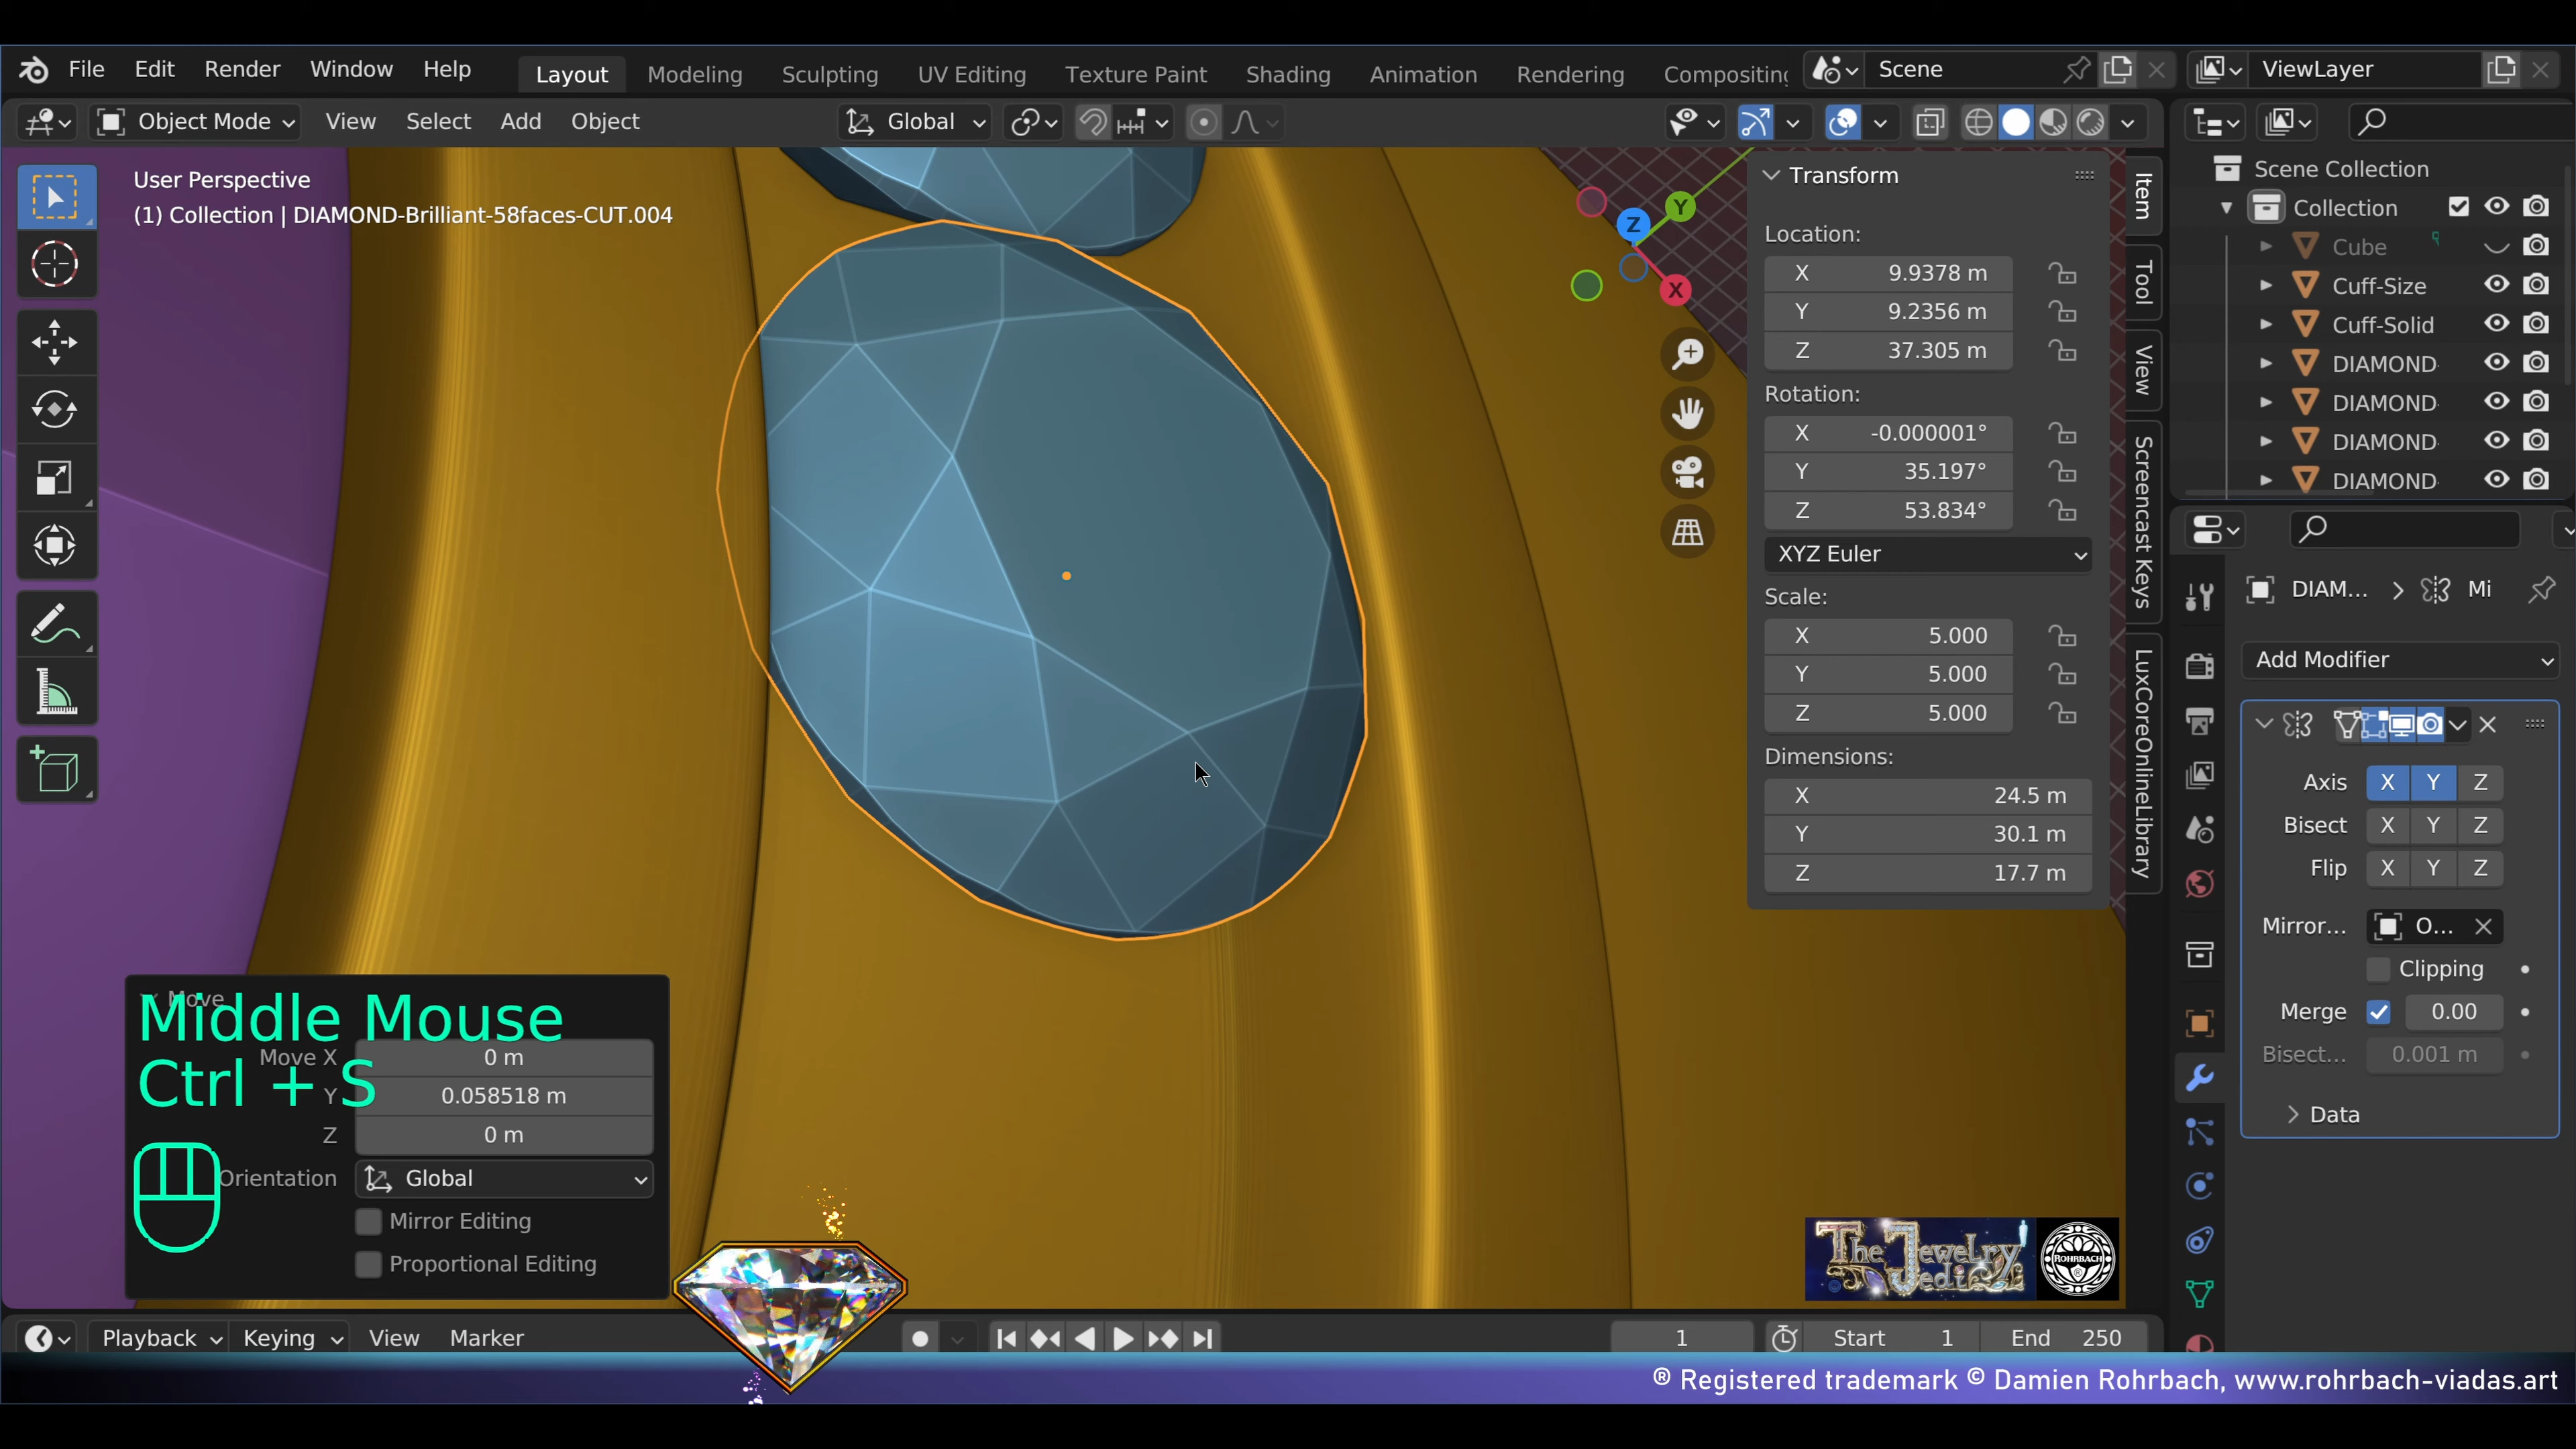 File Edit Render Window Help Layout Modeling Sculpting UV Editing Texture Paint Shading Animation Rendering Compositing Scene ViewLayer
Object Mode View Select Add Object Global
User Perspective
(1) Collection | DIAMOND-Brilliant-58faces-CUT.004
Z Y X
Transform
Location:
X 9.9378 m
Y 9.2356 m
Z 37.305 m
Rotation:
X -0.000001°
Y 35.197°
Z 53.834°
XYZ Euler
Scale:
X 5.000
Y 5.000
Z 5.000
Dimensions:
X 24.5 m
Y 30.1 m
Z 17.7 m
Item
Tool
View
Screencast Keys
LuxCoreOnlineLibrary
Scene Collection
Collection
Cube
Cuff-Size
Cuff-Solid
DIAMOND-
DIAMOND-
DIAMOND-
DIAMOND-
DIAM... Mi
Add Modifier
Axis X Y Z
Bisect X Y Z
Flip X Y Z
Mirror... O...
Clipping
Merge 0.00
Bisect... 0.001 m
Data
Move
Middle Mouse
Move X 0 m
Ctrl + S
Y 0.058518 m
Z 0 m
Orientation Global
Mirror Editing
Proportional Editing
The Jewelry Jedi
ROHRBACH
Playback Keying View Marker 1 Start 1 End 250
® Registered trademark © Damien Rohrbach, www.rohrbach-viadas.art